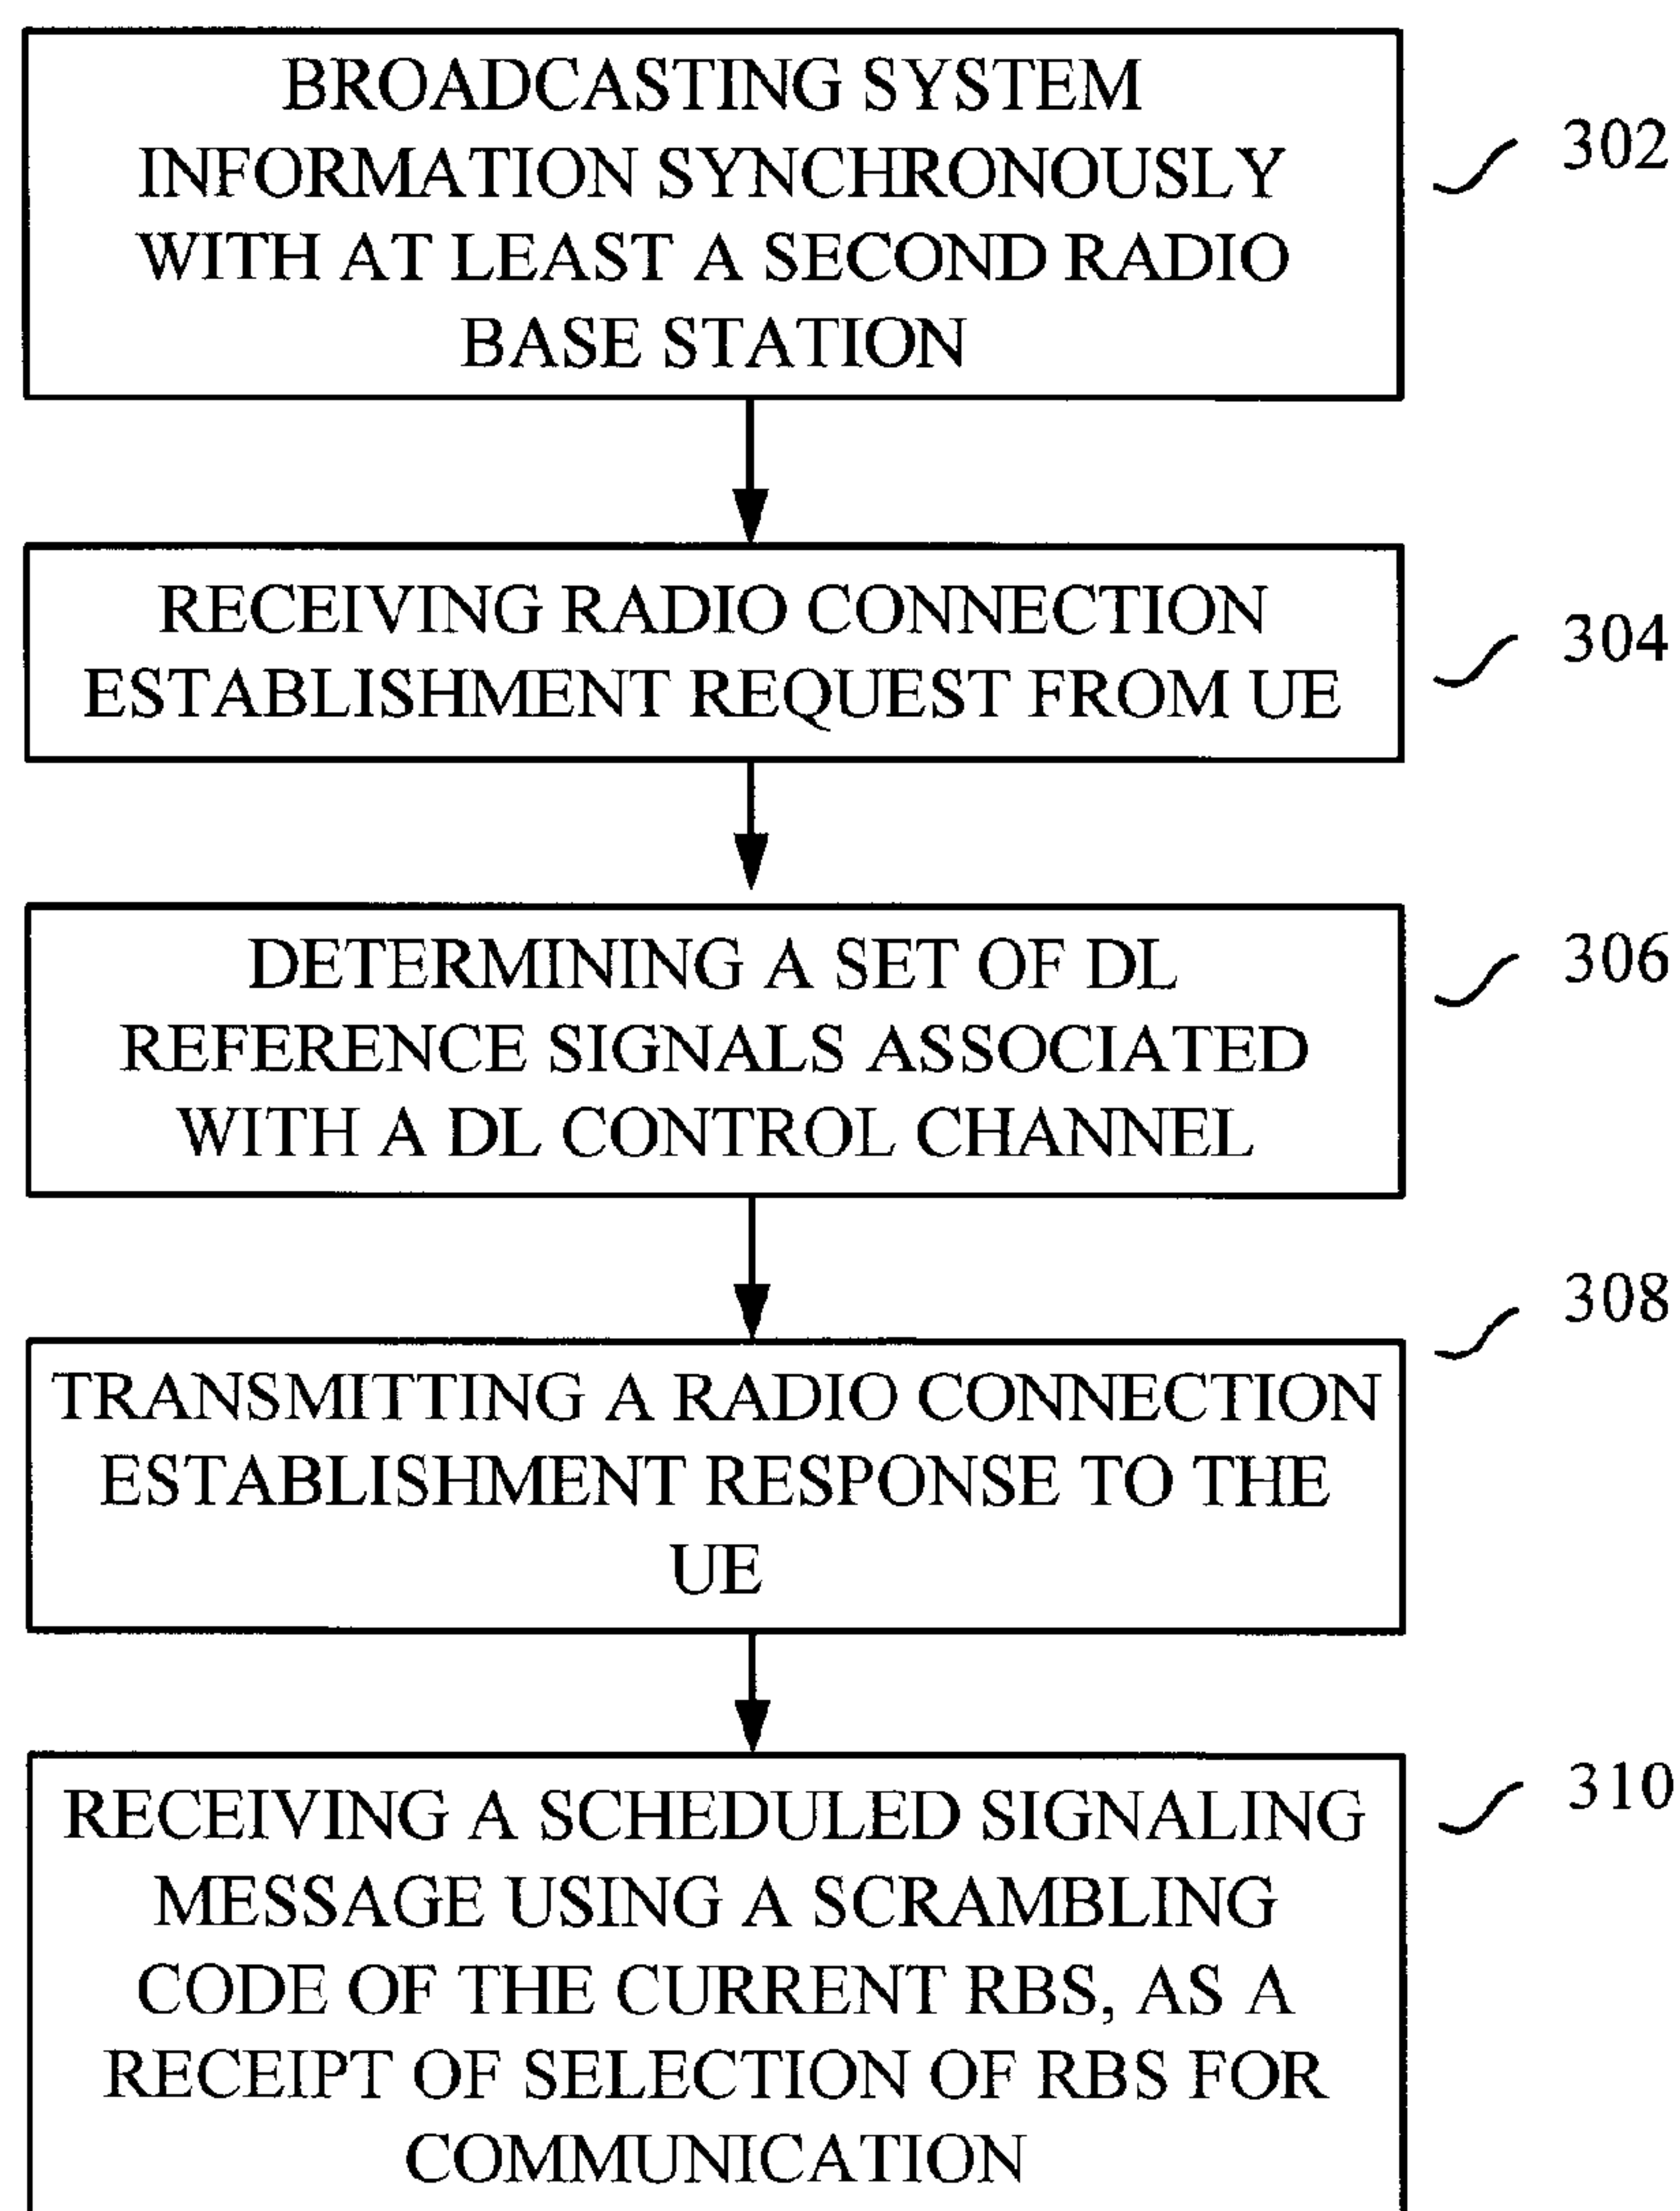 BROADCASTING SYSTEM
INFORMATION SYNCHRONOUSLY
WITH AT LEAST A SECOND RADIO
BASE STATION
302
RECEIVING RADIO CONNECTION
ESTABLISHMENT REQUEST FROM UE
304
DETERMINING A SET OF DL
REFERENCE SIGNALS ASSOCIATED
WITH A DL CONTROL CHANNEL
306
TRANSMITTING A RADIO CONNECTION
ESTABLISHMENT RESPONSE TO THE
UE
308
RECEIVING A SCHEDULED SIGNALING
MESSAGE USING A SCRAMBLING
CODE OF THE CURRENT RBS, AS A
RECEIPT OF SELECTION OF RBS FOR
COMMUNICATION
310